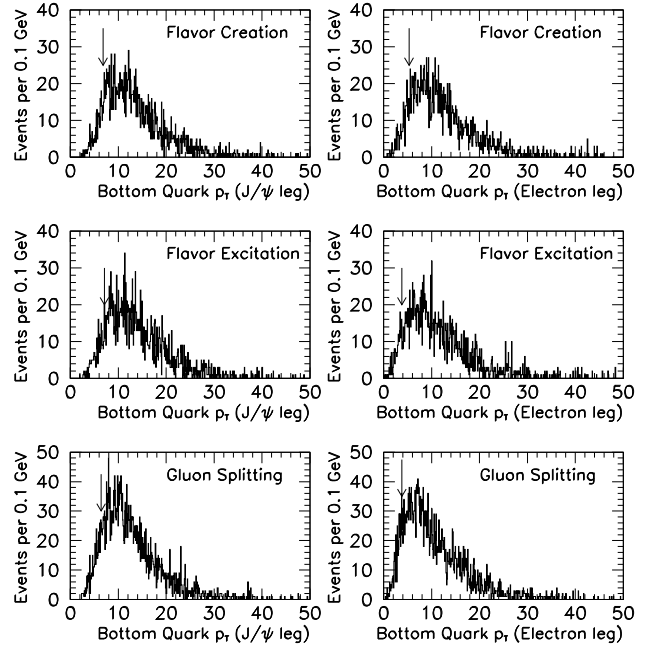 Flavor Creation
Events per 0.1 GeV
40
30
20
10
0
0 10 20 30 40 50
Bottom Quark pT (J/ψ leg)
Flavor Creation
Events per 0.1 GeV
40
30
20
10
0
0 10 20 30 40 50
Bottom Quark pT (Electron leg)
Flavor Excitation
Events per 0.1 GeV
40
30
20
10
0
0 10 20 30 40 50
Bottom Quark pT (J/ψ leg)
Flavor Excitation
Events per 0.1 GeV
40
30
20
10
0
0 10 20 30 40 50
Bottom Quark pT (Electron leg)
Gluon Splitting
Events per 0.1 GeV
50
40
30
20
10
0
0 10 20 30 40 50
Bottom Quark pT (J/ψ leg)
Gluon Splitting
Events per 0.1 GeV
50
40
30
20
10
0
0 10 20 30 40 50
Bottom Quark pT (Electron leg)